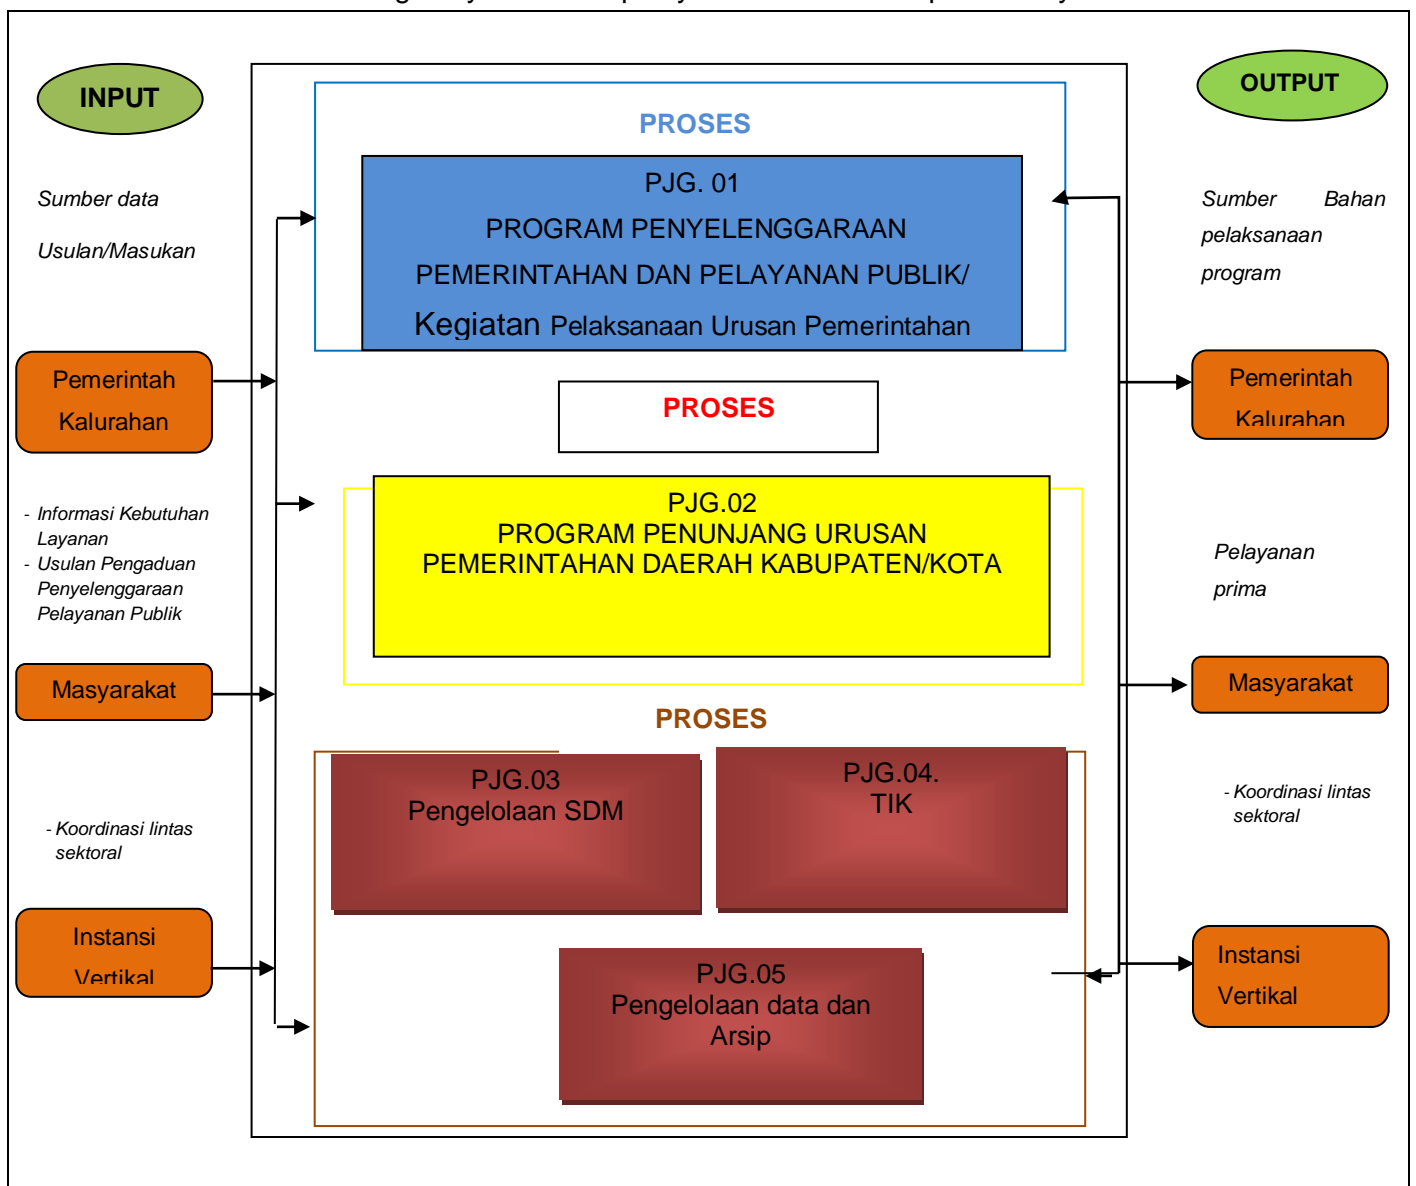 INPUT
Sumber data
Usulan/Masukan
Pemerintah
Kalurahan
- Informasi Kebutuhan
Layanan
- Usulan Pengaduan
Penyelenggaraan
Pelayanan Publik
Masyarakat
- Koordinasi lintas
sektoral
Instansi
Vertikal
PROSES
PJG. 01
PROGRAM PENYELENGGARAAN
PEMERINTAHAN DAN PELAYANAN PUBLIK/
Kegiatan Pelaksanaan Urusan Pemerintahan
PROSES
PJG.02
PROGRAM PENUNJANG URUSAN
PEMERINTAHAN DAERAH KABUPATEN/KOTA
PROSES
PJG.03
Pengelolaan SDM
PJG.04.
TIK
PJG.05
Pengelolaan data dan
Arsip
OUTPUT
Sumber Bahan
pelaksanaan
program
Pemerintah
Kalurahan
Pelayanan
prima
Masyarakat
- Koordinasi lintas
sektoral
Instansi
Vertikal